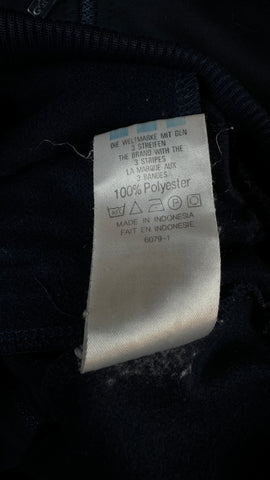 DIE WELTMARKE MIT DEN
3 STREIFEN
THE BRAND WITH THE
3 STRIPES
LA MARQUE AUX
3 BANDES
100% Polyester
MADE IN INDONESIA
FAIT EN INDONESIE
6079-1